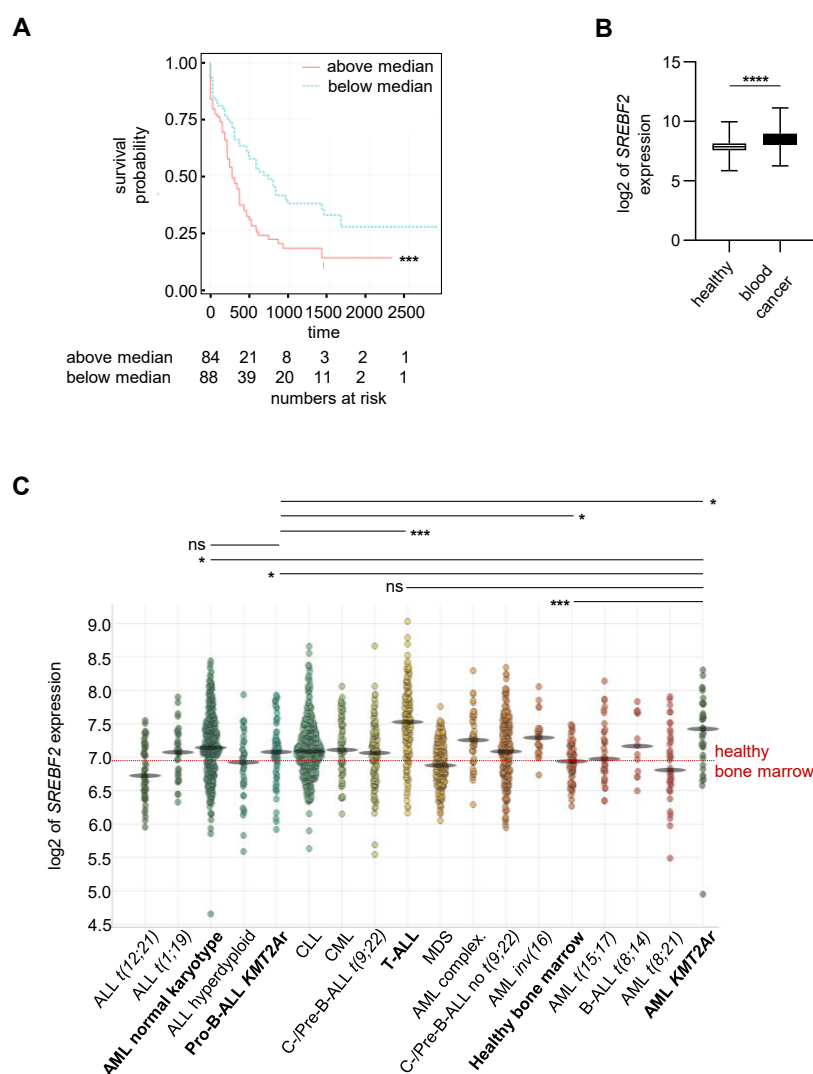 A
1.00
0.75
0.50
0.25
0.00
survival
probability
above median
below median
***
0 500 1000 1500 2000 2500
time
above median 84 21 8 3 2 1
below median 88 39 20 11 2 1
numbers at risk
B
15
10
5
0
log2 of SREBF2
expression
****
healthy
blood
cancer
C
*
*
***
ns
*
*
ns
***
9.0
8.5
8.0
7.5
7.0
6.5
6.0
5.5
5.0
4.5
log2 of SREBF2 expression
healthy
bone marrow
ALL t(12;21)
ALL t(1;19)
AML normal karyotype
ALL hyperdyploid
Pro-B-ALL KMT2Ar
CLL
CML
C-/Pre-B-ALL t(9;22)
T-ALL
MDS
AML complex.
C-/Pre-B-ALL no t(9;22)
AML inv(16)
Healthy bone marrow
AML t(15;17)
B-ALL t(8;14)
AML t(8;21)
AML KMT2Ar